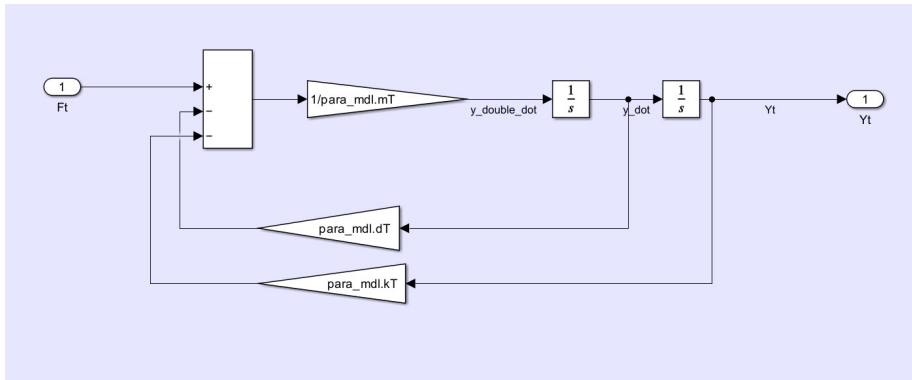 1
Ft
+
−
−
1/para_mdl.mT
y_double_dot
1
s
y_dot
1
s
Yt
1
Yt
para_mdl.dT
para_mdl.kT